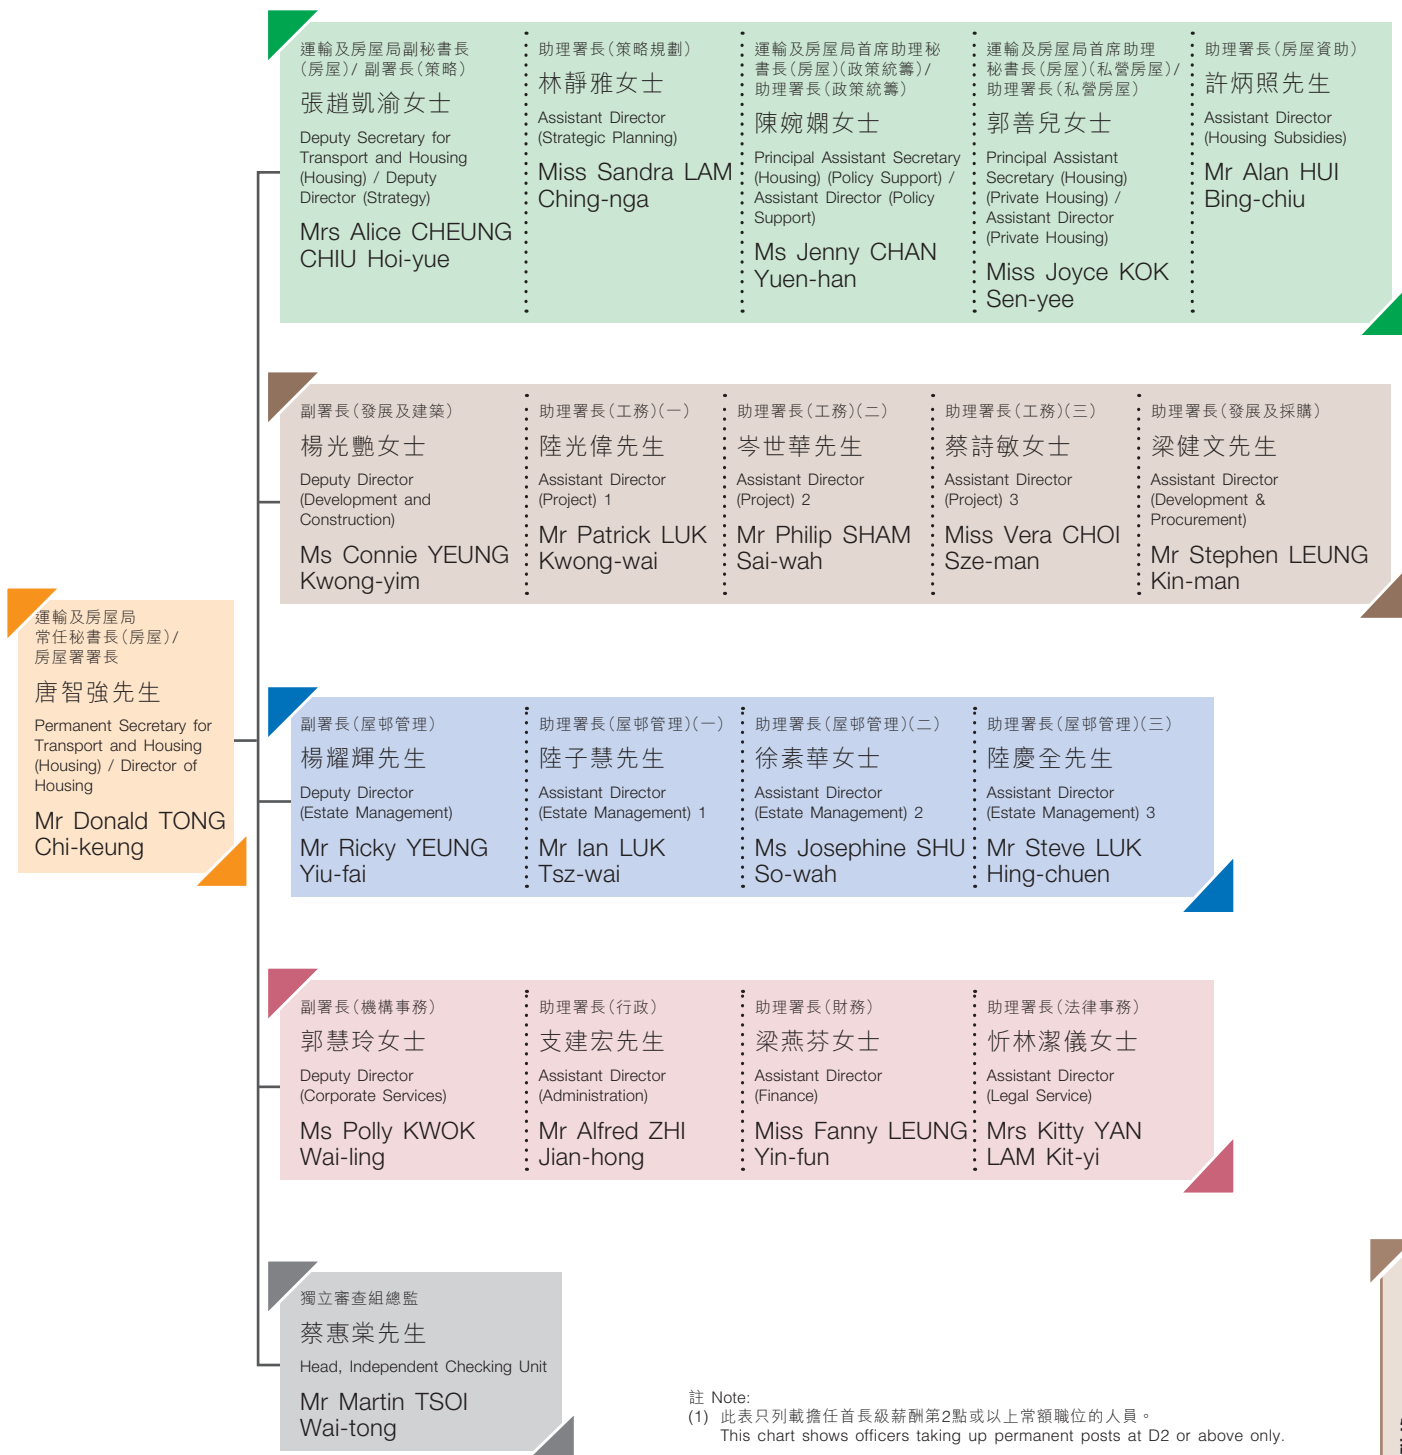 運輸及房屋局副秘書長
(房屋)/ 副署長(策略)
張趙凱渝女士
Deputy Secretary for
Transport and Housing
(Housing) / Deputy
Director (Strategy)
Mrs Alice CHEUNG
CHIU Hoi-yue
助理署長(策略規劃)
林靜雅女士
Assistant Director
(Strategic Planning)
Miss Sandra LAM
Ching-nga
運輸及房屋局首席助理秘
書長(房屋)(政策統籌)/
助理署長(政策統籌)
陳婉嫻女士
Principal Assistant Secretary
(Housing) (Policy Support) /
Assistant Director (Policy
Support)
Ms Jenny CHAN
Yuen-han
運輸及房屋局首席助理
秘書長(房屋)(私營房屋)/
助理署長(私營房屋)
郭善兒女士
Principal Assistant
Secretary (Housing)
(Private Housing) /
Assistant Director
(Private Housing)
Miss Joyce KOK
Sen-yee
助理署長(房屋資助)
許炳照先生
Assistant Director
(Housing Subsidies)
Mr Alan HUI
Bing-chiu
副署長(發展及建築)
楊光艷女士
Deputy Director
(Development and
Construction)
Ms Connie YEUNG
Kwong-yim
助理署長(工務)(一)
陸光偉先生
Assistant Director
(Project) 1
Mr Patrick LUK
Kwong-wai
助理署長(工務)(二)
岑世華先生
Assistant Director
(Project) 2
Mr Philip SHAM
Sai-wah
助理署長(工務)(三)
蔡詩敏女士
Assistant Director
(Project) 3
Miss Vera CHOI
Sze-man
助理署長(發展及採購)
梁健文先生
Assistant Director
(Development &
Procurement)
Mr Stephen LEUNG
Kin-man
運輸及房屋局
常任秘書長(房屋)/
房屋署署長
唐智強先生
Permanent Secretary for
Transport and Housing
(Housing) / Director of
Housing
Mr Donald TONG
Chi-keung
副署長(屋邨管理)
楊耀輝先生
Deputy Director
(Estate Management)
Mr Ricky YEUNG
Yiu-fai
助理署長(屋邨管理)(一)
陸子慧先生
Assistant Director
(Estate Management) 1
Mr Ian LUK
Tsz-wai
助理署長(屋邨管理)(二)
徐素華女士
Assistant Director
(Estate Management) 2
Ms Josephine SHU
So-wah
助理署長(屋邨管理)(三)
陸慶全先生
Assistant Director
(Estate Management) 3
Mr Steve LUK
Hing-chuen
副署長(機構事務)
郭慧玲女士
Deputy Director
(Corporate Services)
Ms Polly KWOK
Wai-ling
助理署長(行政)
支建宏先生
Assistant Director
(Administration)
Mr Alfred ZHI
Jian-hong
助理署長(財務)
梁燕芬女士
Assistant Director
(Finance)
Miss Fanny LEUNG
Yin-fun
助理署長(法律事務)
忻林潔儀女士
Assistant Director
(Legal Service)
Mrs Kitty YAN
LAM Kit-yi
獨立審查組總監
蔡惠棠先生
Head, Independent Checking Unit
Mr Martin TSOI
Wai-tong
註 Note:
(1) 此表只列載擔任首長級薪酬第2點或以上常額職位的人員。
This chart shows officers taking up permanent posts at D2 or above only.